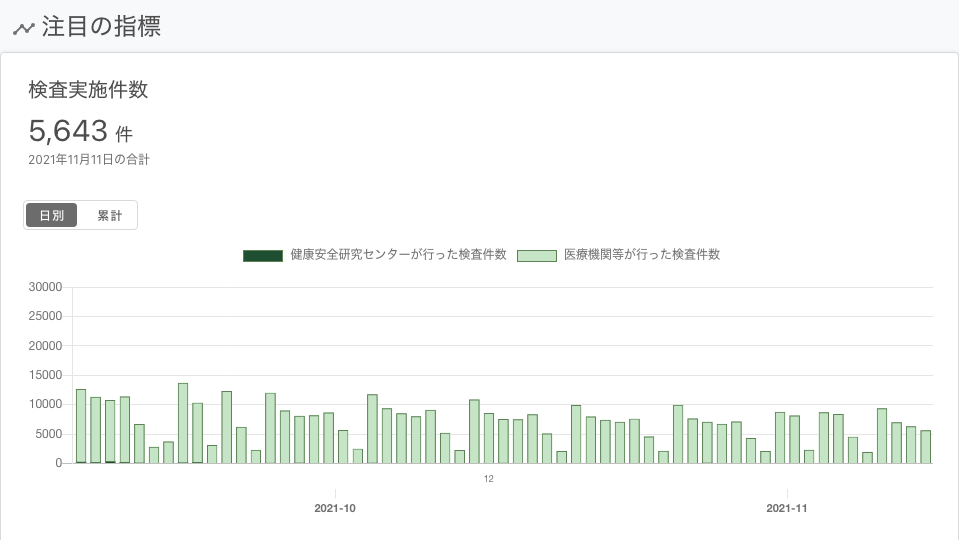 注目の指標
検査実施件数
5,643 件
2021年11月11日の合計
日別 累計
健康安全研究センターが行った検査件数 医療機関等が行った検査件数
30000
25000
20000
15000
10000
5000
0
12
2021-10 2021-11